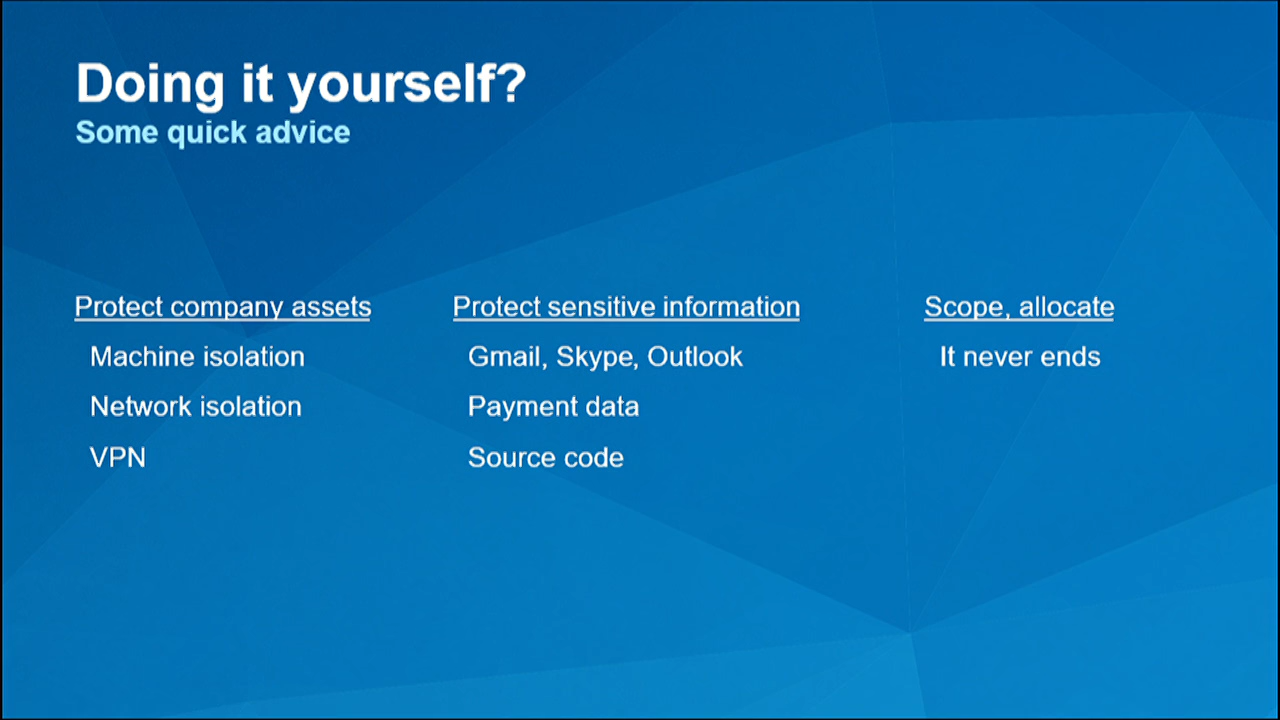 Doing it yourself?
Some quick advice
Protect company assets
Machine isolation
Network isolation
VPN
Protect sensitive information
Gmail, Skype, Outlook
Payment data
Source code
Scope, allocate
It never ends